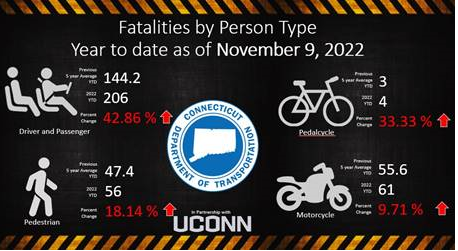 Fatalities by Person Type
Year to date as of November 9, 2022
Previous
5 year Average
YTD
144.2
2022
YTD
206
Percent
Change
42.86 %
Driver and Passenger
Previous
5 year Average
YTD
3
2022
YTD
4
Percent
Change
33.33 %
Pedalcycle
CONNECTICUT
DEPARTMENT OF TRANSPORTATION
Previous
5 year Average
YTD
47.4
2022
YTD
56
Percent
Change
18.14 %
Pedestrian
Previous
5 year Average
YTD
55.6
2022
YTD
61
Percent
Change
9.71 %
Motorcycle
In Partnership with
UCONN